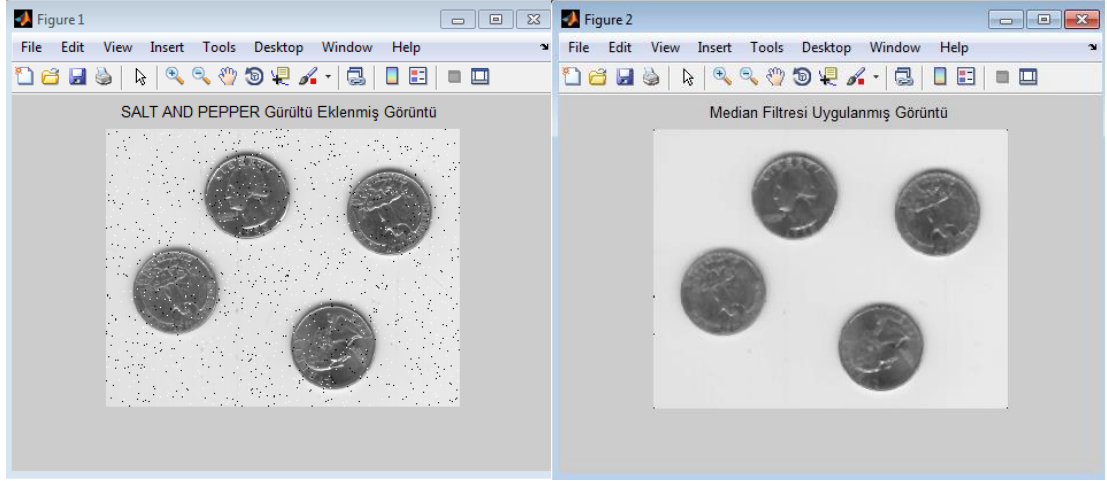 Figure 1
File Edit View Insert Tools Desktop Window Help
SALT AND PEPPER Gürültü Eklenmiş Görüntü
Figure 2
File Edit View Insert Tools Desktop Window Help
Median Filtresi Uygulanmış Görüntü